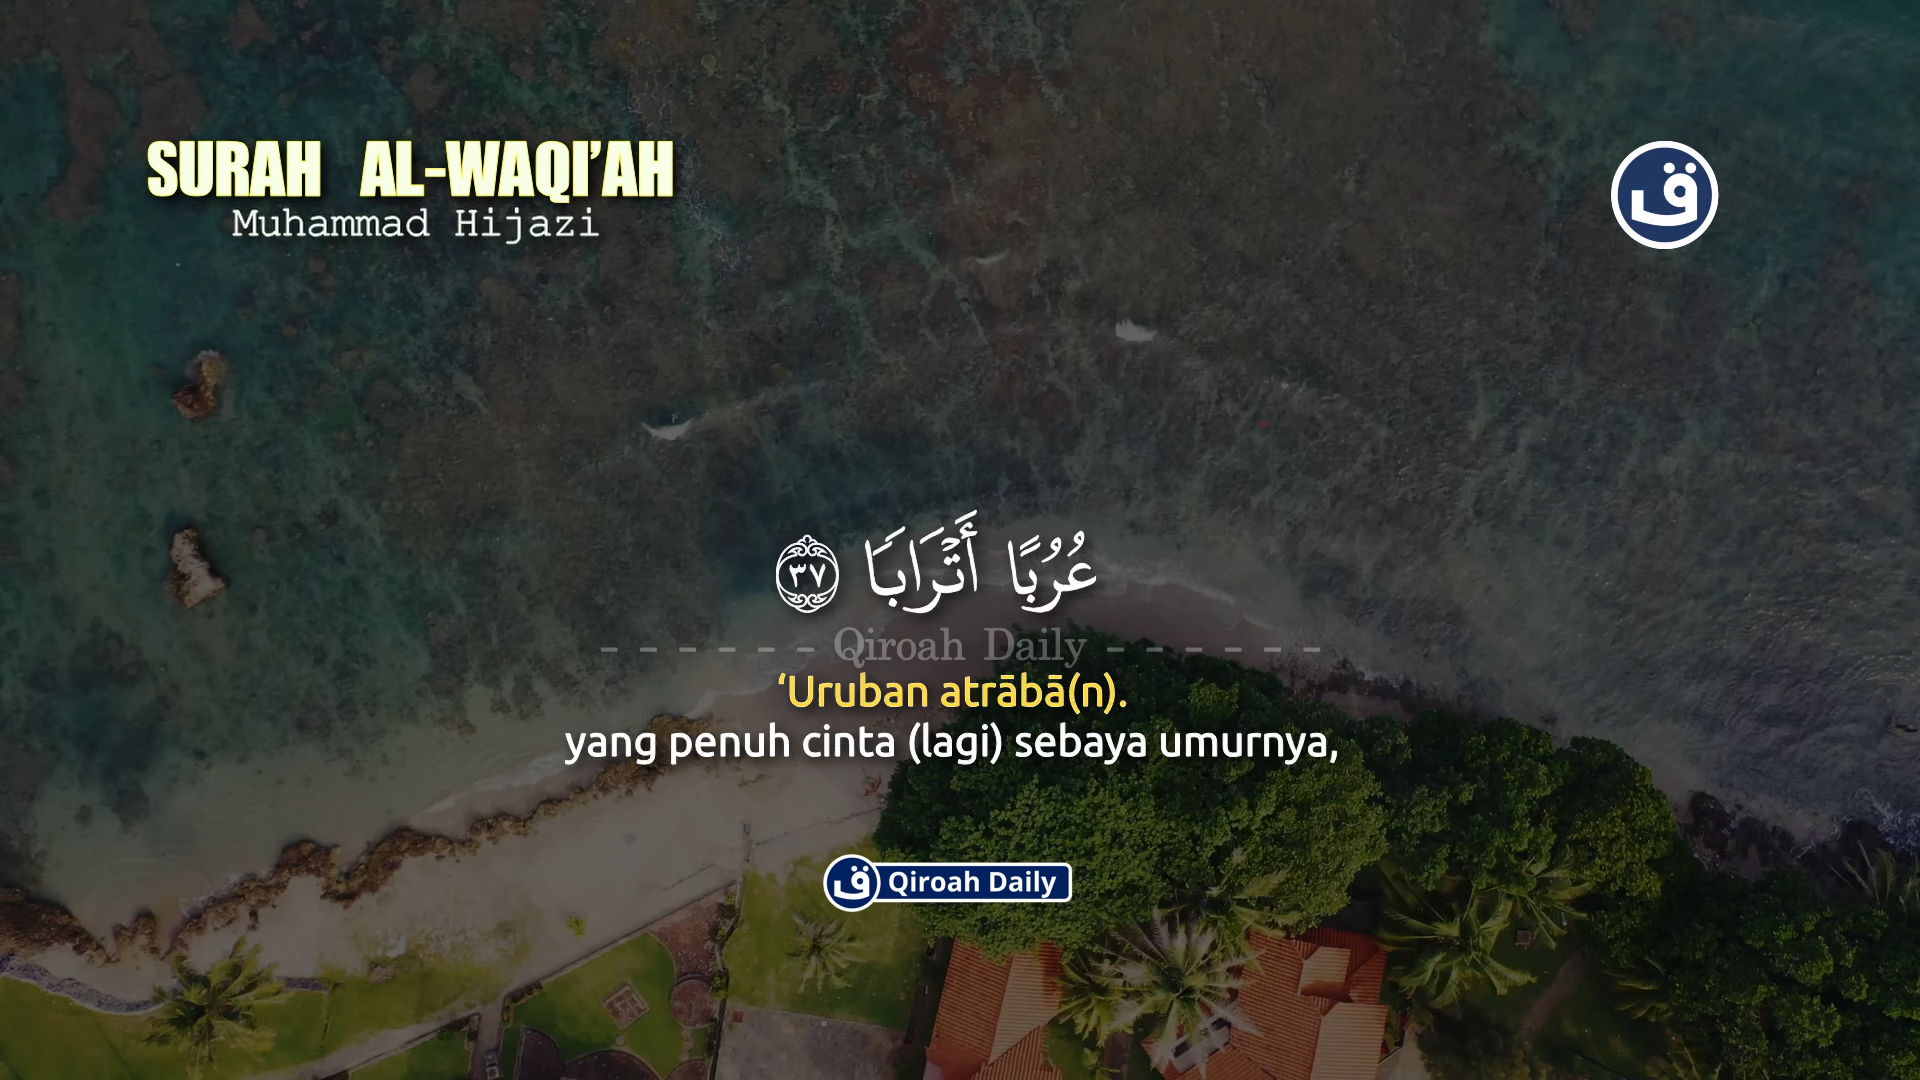 SURAH AL-WAQI’AH
Muhammad Hijazi
ق
عُرُبًا أَتْرَابًا ٣٧
- - - - - - Qiroah Daily - - - - - -
‘Uruban atrābā(n).
yang penuh cinta (lagi) sebaya umurnya,
ق Qiroah Daily